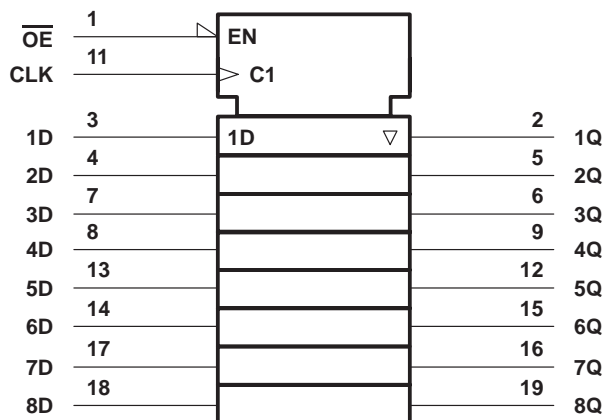 OE 1 EN
CLK 11 C1
1D 3 1D 2 1Q
2D 4 5 2Q
3D 7 6 3Q
4D 8 9 4Q
5D 13 12 5Q
6D 14 15 6Q
7D 17 16 7Q
8D 18 19 8Q